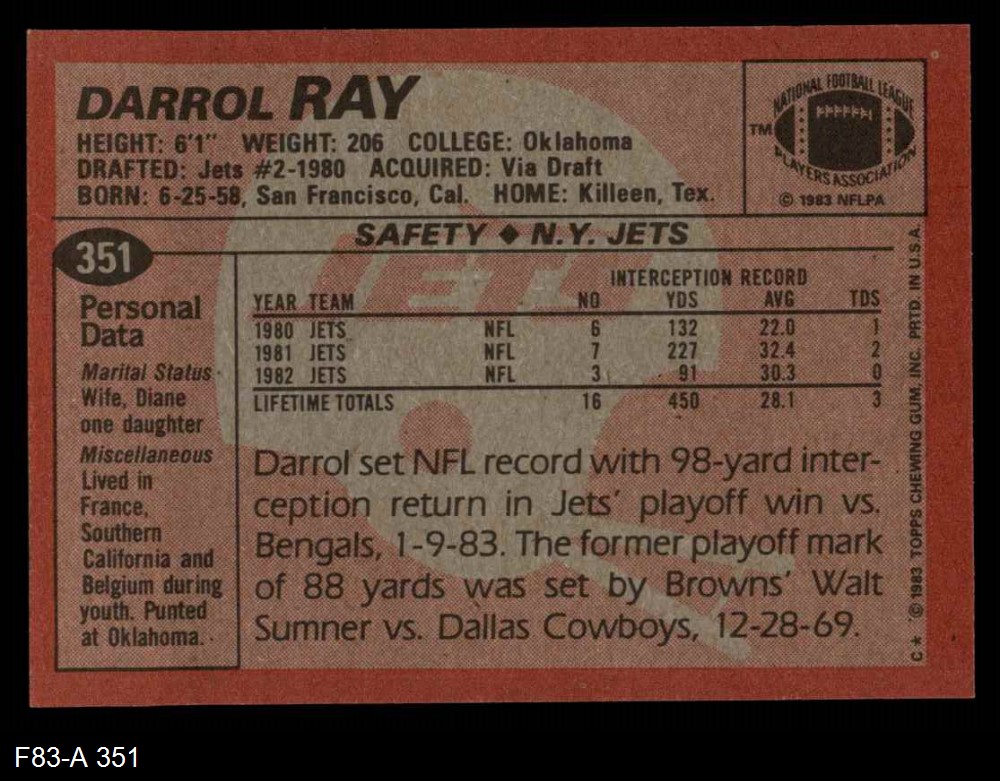 DARROL RAY
HEIGHT: 6'1" WEIGHT: 206 COLLEGE: Oklahoma
DRAFTED: Jets #2-1980 ACQUIRED: Via Draft
BORN: 6-25-58, San Francisco, Cal. HOME: Killeen, Tex.
NATIONAL FOOTBALL LEAGUE
TM
PLAYERS ASSOCIATION
© 1983 NFLPA
351
SAFETY ♦ N.Y. JETS
JETS
Personal
Data
Marital Status
Wife, Diane
one daughter
Miscellaneous
Lived in
France,
Southern
California and
Belgium during
youth. Punted
at Oklahoma.
INTERCEPTION RECORD
YEAR TEAM NO YDS AVG TDS
1980 JETS NFL 6 132 22.0 1
1981 JETS NFL 7 227 32.4 2
1982 JETS NFL 3 91 30.3 0
LIFETIME TOTALS 16 450 28.1 3
Darrol set NFL record with 98-yard inter-
ception return in Jets' playoff win vs.
Bengals, 1-9-83. The former playoff mark
of 88 yards was set by Browns' Walt
Sumner vs. Dallas Cowboys, 12-28-69.
C * © 1983 TOPPS CHEWING GUM, INC. PRTD. IN U.S.A.
F83-A 351